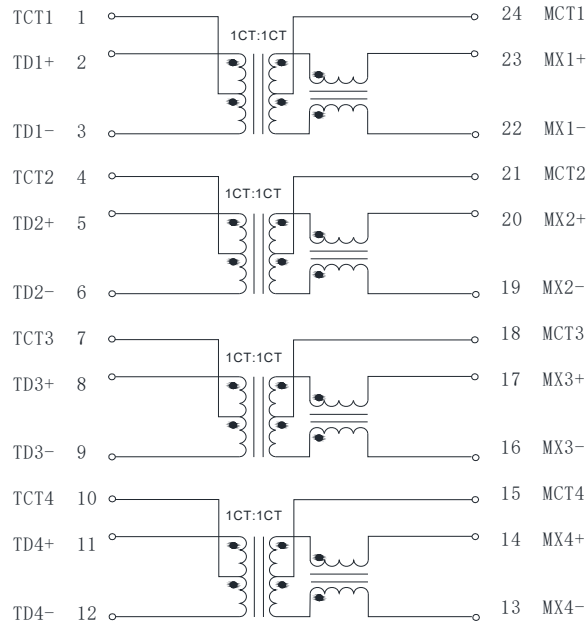 TCT1 1 24 MCT1
1CT:1CT
TD1+ 2 23 MX1+
TD1- 3 22 MX1-
TCT2 4 21 MCT2
1CT:1CT
TD2+ 5 20 MX2+
TD2- 6 19 MX2-
TCT3 7 18 MCT3
1CT:1CT
TD3+ 8 17 MX3+
TD3- 9 16 MX3-
TCT4 10 15 MCT4
1CT:1CT
TD4+ 11 14 MX4+
TD4- 12 13 MX4-